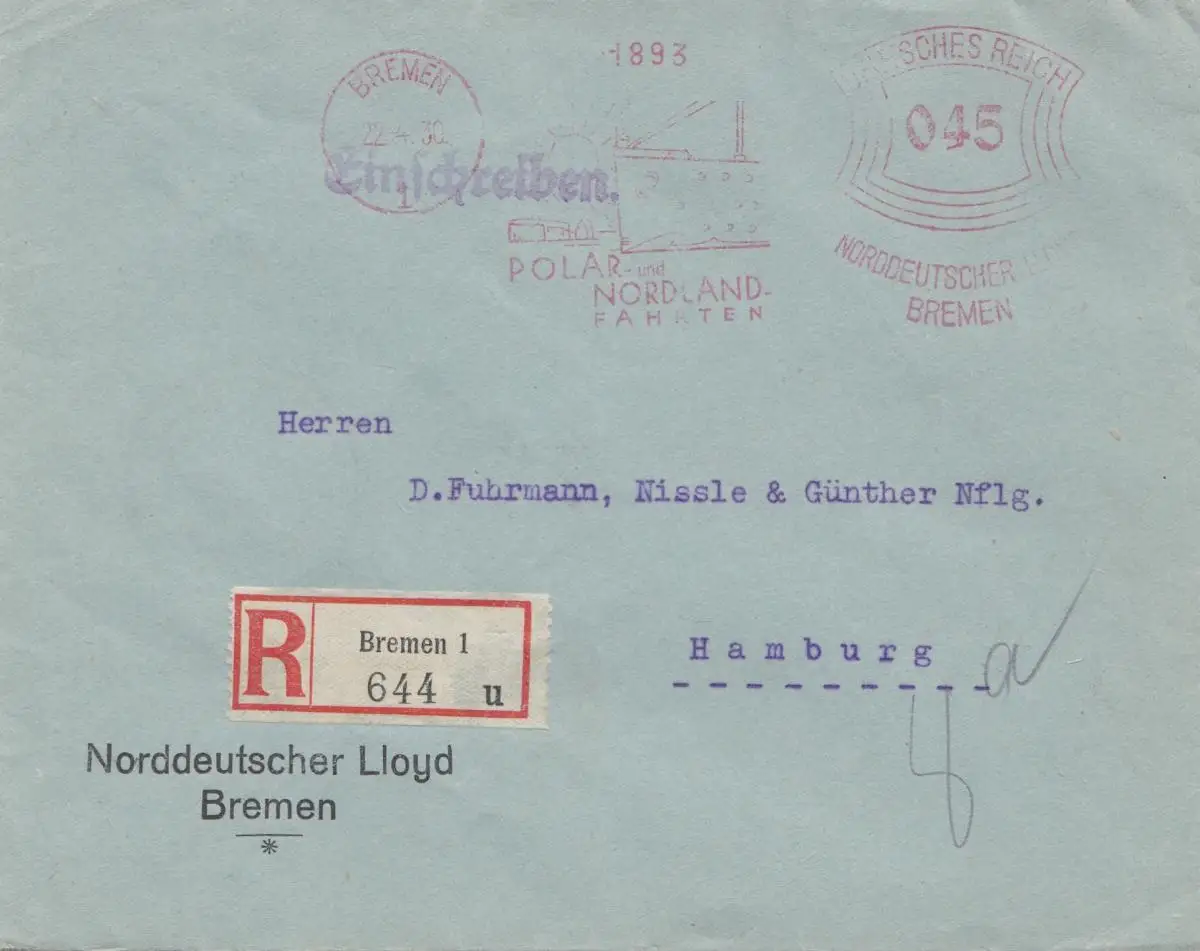 1893
BREMEN
22.4.30.
1
Einschreiben.
POLAR- und
NORDLAND-
FAHRTEN
DEUTSCHES REICH
045
NORDDEUTSCHER
BREMEN
Herren
D.Fuhrmann, Nissle & Günther Nflg.
R
Bremen 1
644 u
Hamburg
Norddeutscher Lloyd
Bremen